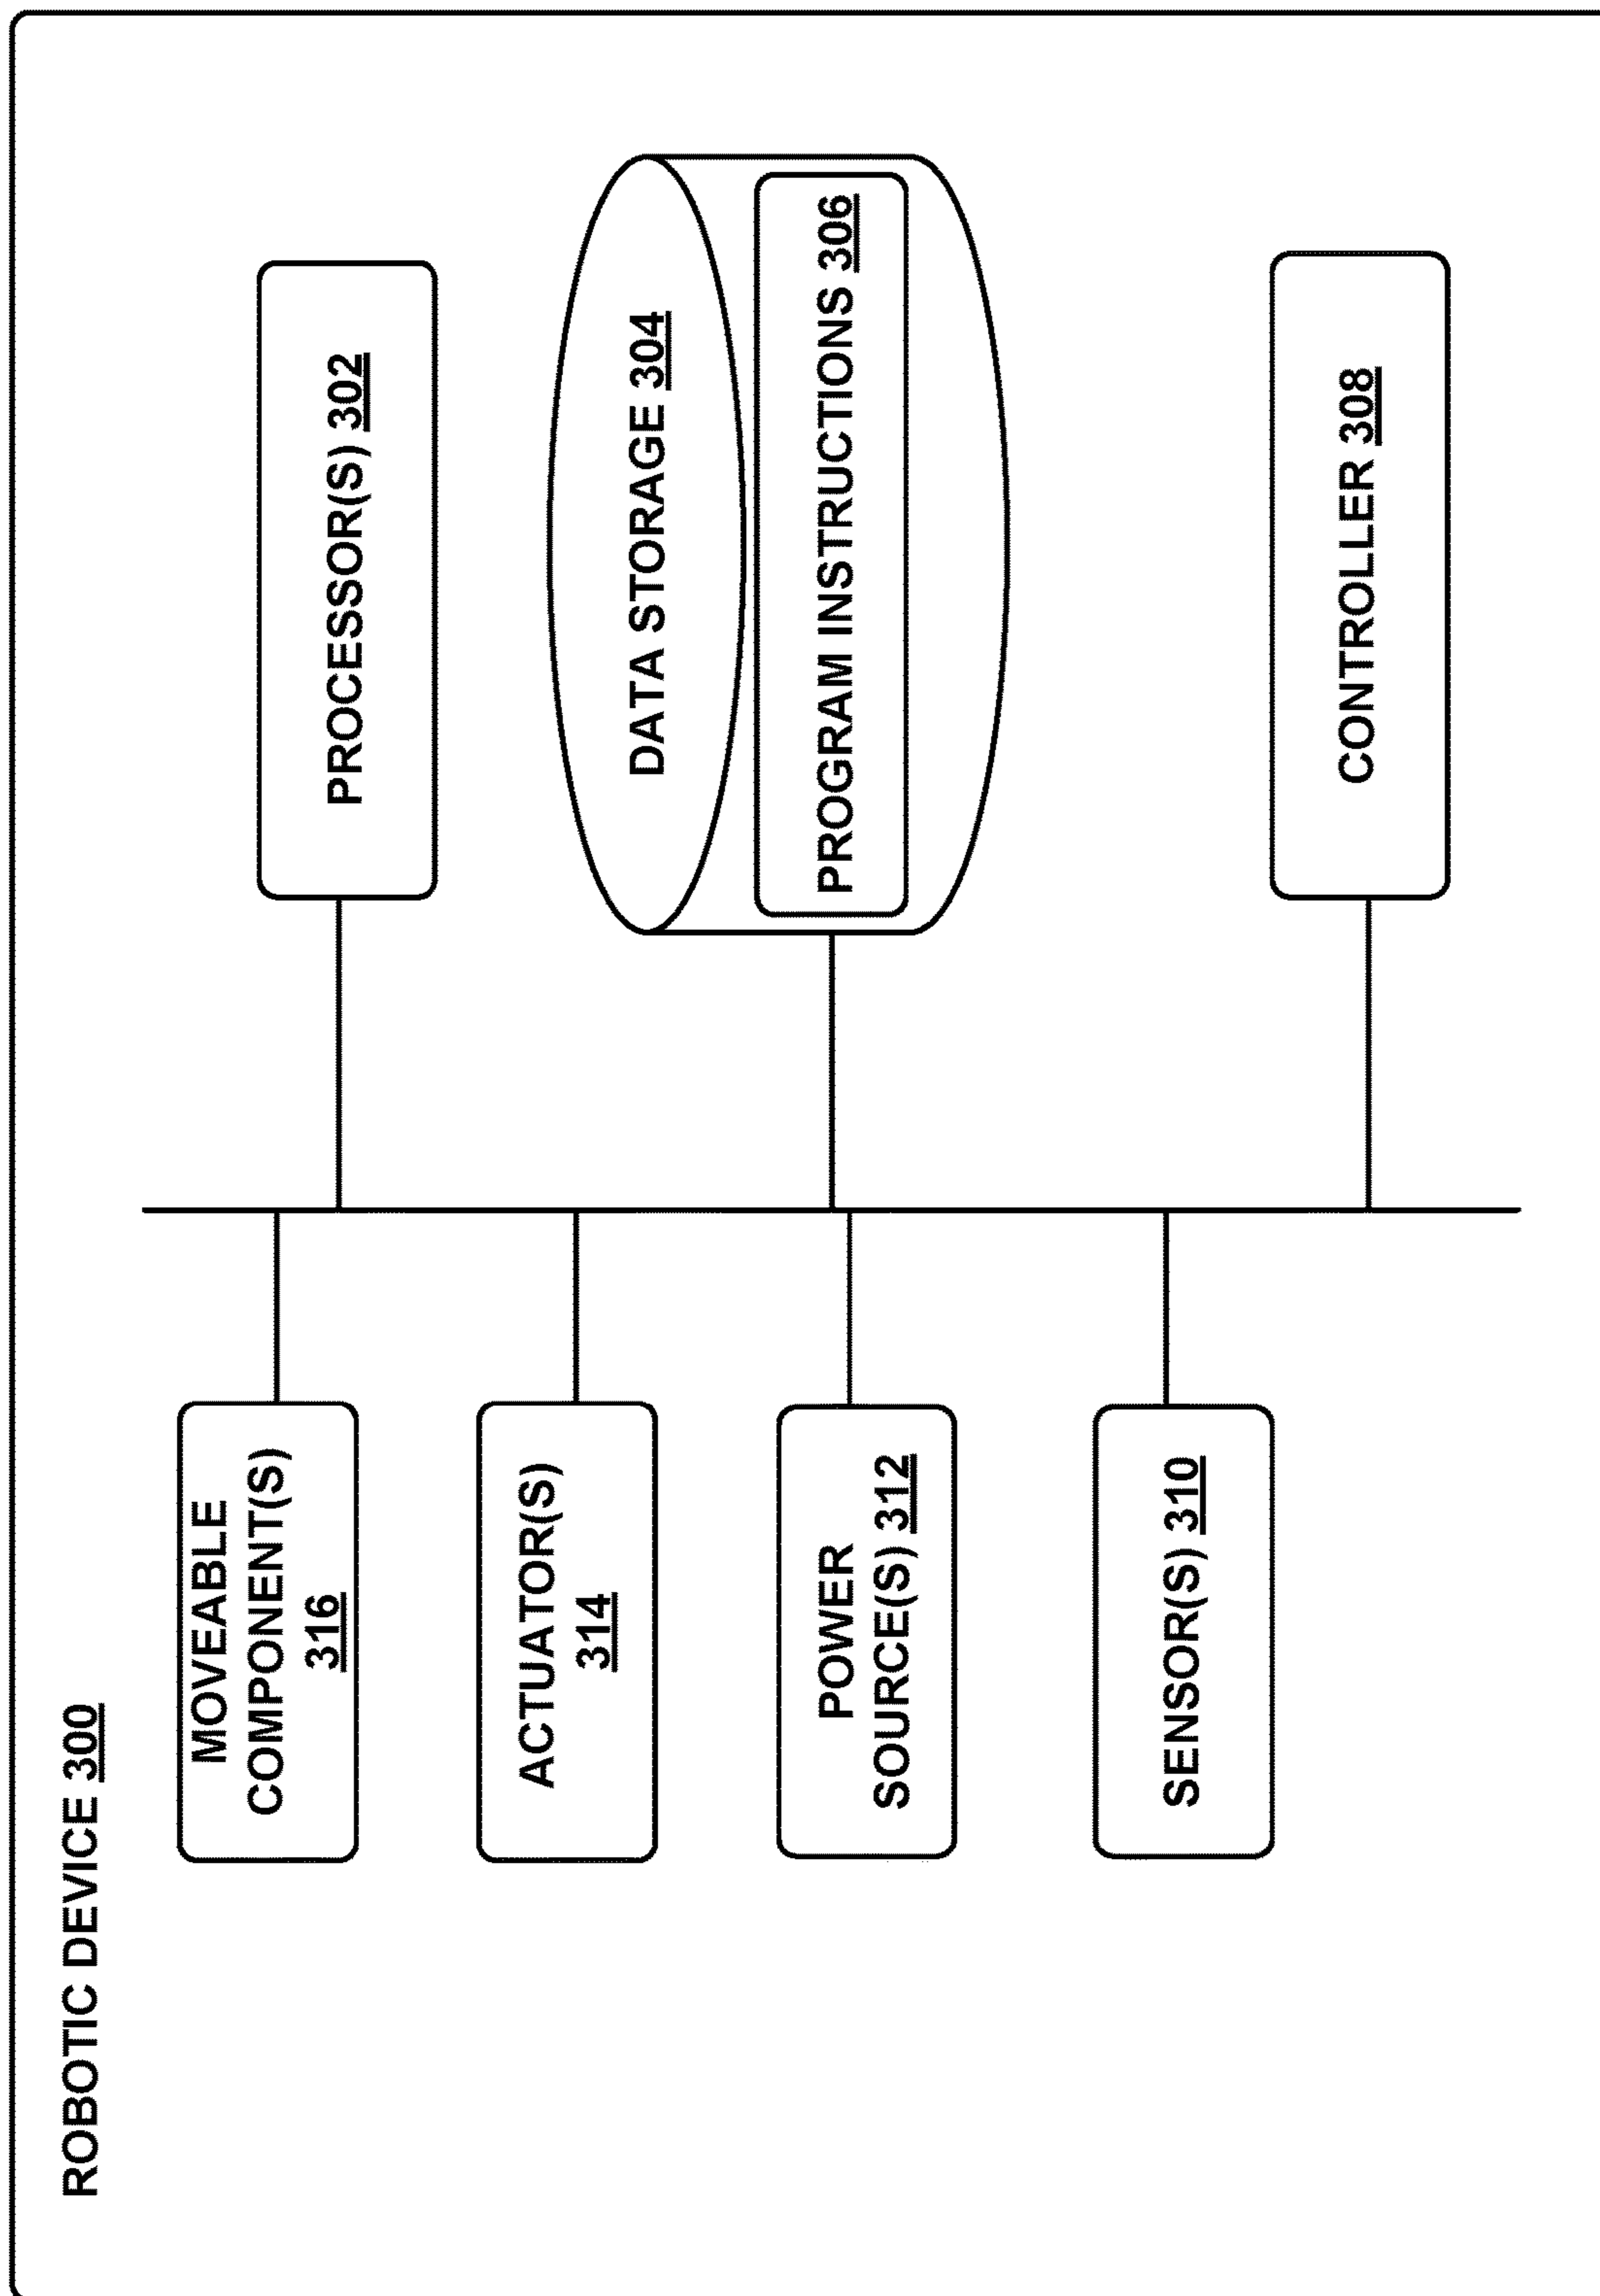 ROBOTIC DEVICE 300
MOVEABLE
COMPONENT(S)
316
ACTUATOR(S)
314
POWER
SOURCE(S) 312
SENSOR(S) 310
PROCESSOR(S) 302
DATA STORAGE 304
PROGRAM INSTRUCTIONS 306
CONTROLLER 308